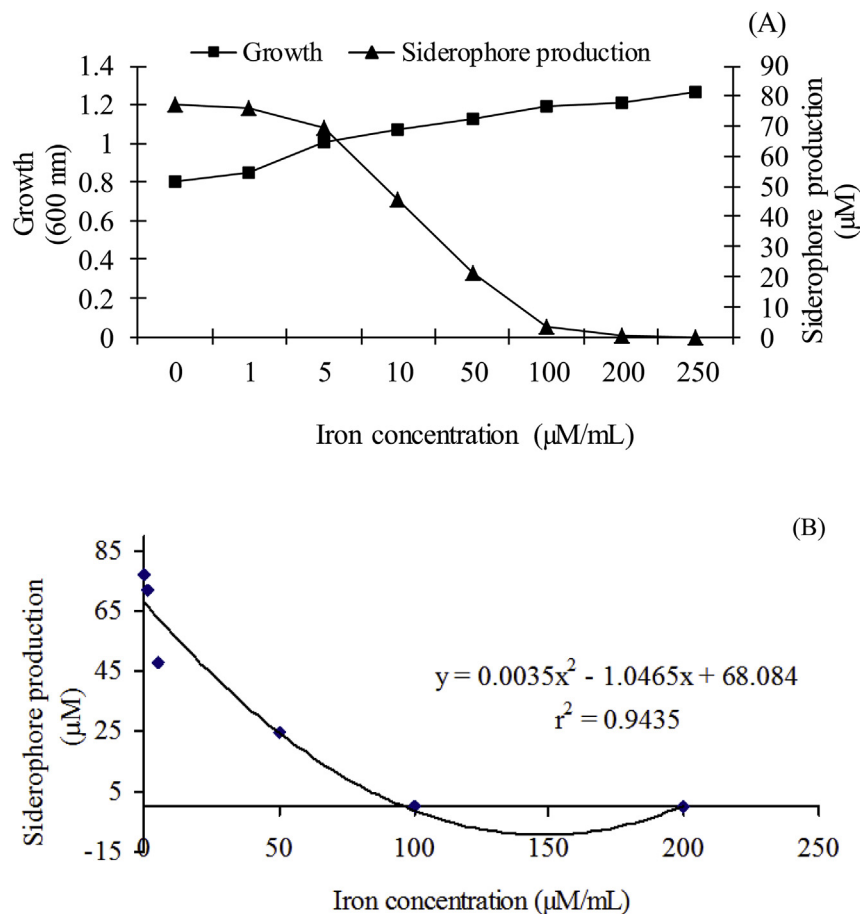 (A)
Growth
Siderophore production
1.4
1.2
1
0.8
0.6
0.4
0.2
0
Growth
(600 nm)
90
80
70
60
50
40
30
20
10
0
Siderophore production
(μM)
0 1 5 10 50 100 200 250
Iron concentration (μM/mL)
(B)
85
65
45
25
5
-15
Siderophore production
(μM)
y = 0.0035x² - 1.0465x + 68.084
r² = 0.9435
0 50 100 150 200 250
Iron concentration (μM/mL)